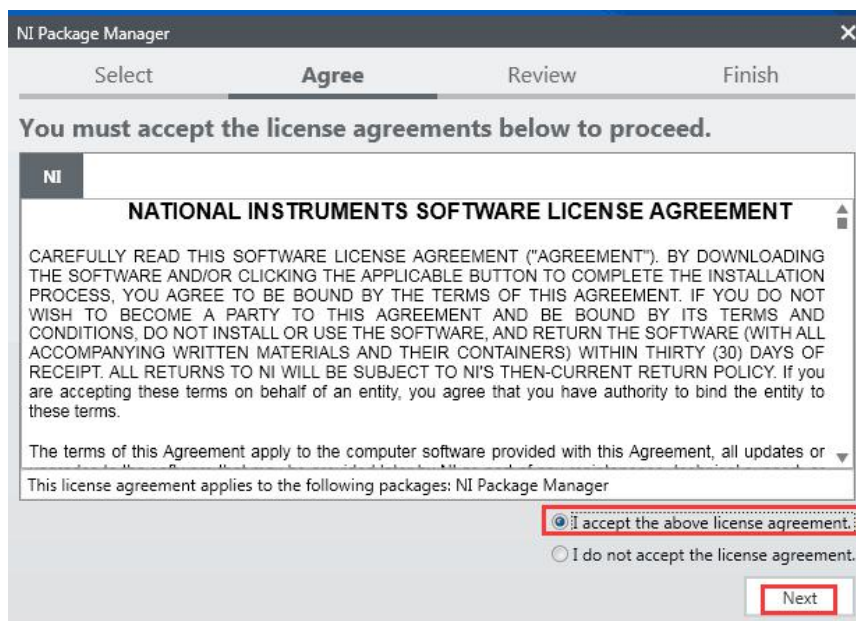 NI Package Manager
Select Agree Review Finish
You must accept the license agreements below to proceed.
NI
NATIONAL INSTRUMENTS SOFTWARE LICENSE AGREEMENT
CAREFULLY READ THIS SOFTWARE LICENSE AGREEMENT ("AGREEMENT"). BY DOWNLOADING
THE SOFTWARE AND/OR CLICKING THE APPLICABLE BUTTON TO COMPLETE THE INSTALLATION
PROCESS, YOU AGREE TO BE BOUND BY THE TERMS OF THIS AGREEMENT. IF YOU DO NOT
WISH TO BECOME A PARTY TO THIS AGREEMENT AND BE BOUND BY ITS TERMS AND
CONDITIONS, DO NOT INSTALL OR USE THE SOFTWARE, AND RETURN THE SOFTWARE (WITH ALL
ACCOMPANYING WRITTEN MATERIALS AND THEIR CONTAINERS) WITHIN THIRTY (30) DAYS OF
RECEIPT. ALL RETURNS TO NI WILL BE SUBJECT TO NI'S THEN-CURRENT RETURN POLICY. If you
are accepting these terms on behalf of an entity, you agree that you have authority to bind the entity to
these terms.
The terms of this Agreement apply to the computer software provided with this Agreement, all updates or
This license agreement applies to the following packages: NI Package Manager
I accept the above license agreement.
I do not accept the license agreement.
Next